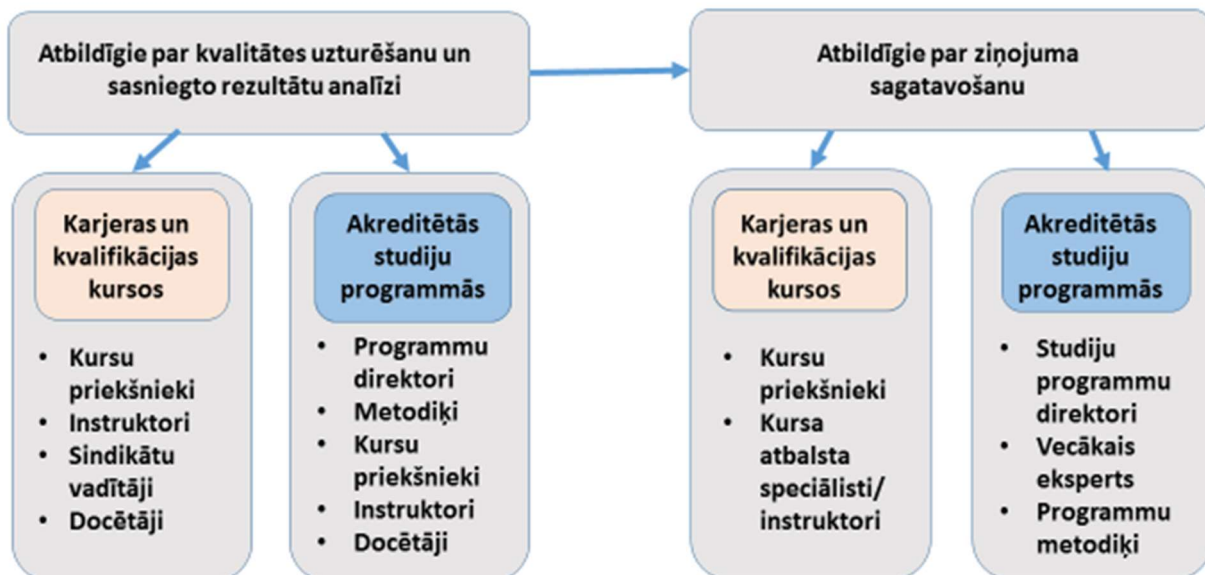 Atbildīgie par kvalitātes uzturēšanu un
sasniegto rezultātu analīzi
Atbildīgie par ziņojuma
sagatavošanu
Karjeras un
kvalifikācijas
kursos
• Kursu
priekšnieki
• Instruktori
• Sindikātu
vadītāji
• Docētāji
Akreditētās
studiju
programmās
• Programmu
direktori
• Metodiķi
• Kursu
priekšnieki
• Instruktori
• Docētāji
Karjeras un
kvalifikācijas
kursos
• Kursu
priekšnieki
• Kursa
atbalsta
speciālisti/
instruktori
Akreditētās
studiju
programmās
• Studiju
programmu
direktori
• Vecākais
eksperts
• Programmu
metodiķi